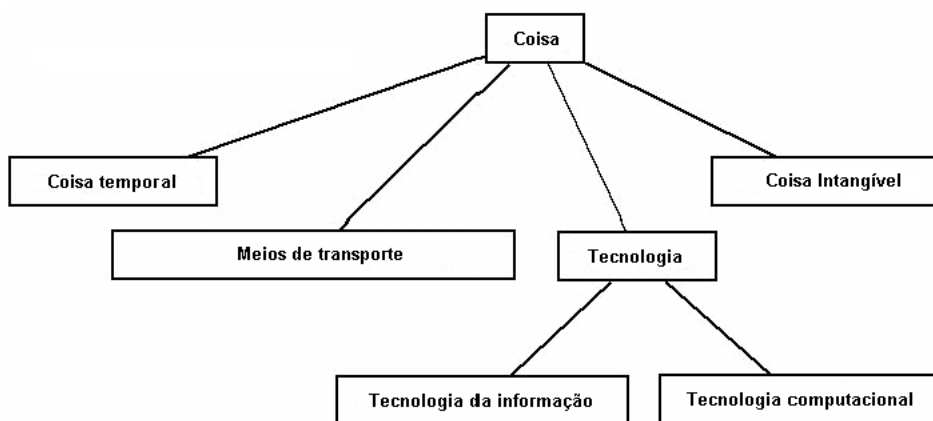 Coisa
Coisa temporal
Coisa Intangível
Meios de transporte
Tecnologia
Tecnologia da informação
Tecnologia computacional